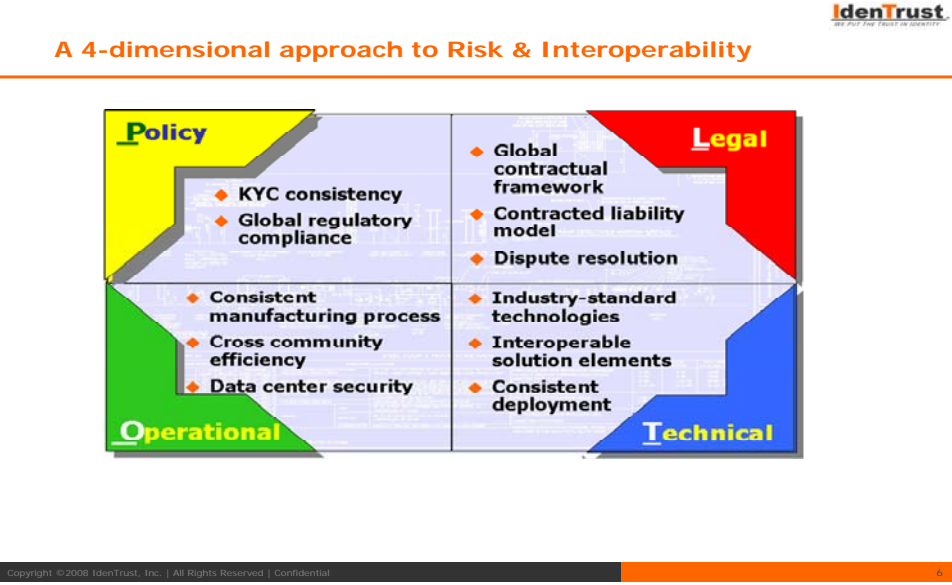 IdenTrust
WE PUT THE TRUST IN IDENTITY
A 4-dimensional approach to Risk & Interoperability
Policy
KYC consistency
Global regulatory
compliance
Legal
Global
contractual
framework
Contracted liability
model
Dispute resolution
Consistent
manufacturing process
Cross community
efficiency
Data center security
Operational
Industry-standard
technologies
Interoperable
solution elements
Consistent
deployment
Technical
Copyright ©2008 IdenTrust, Inc. | All Rights Reserved | Confidential
6